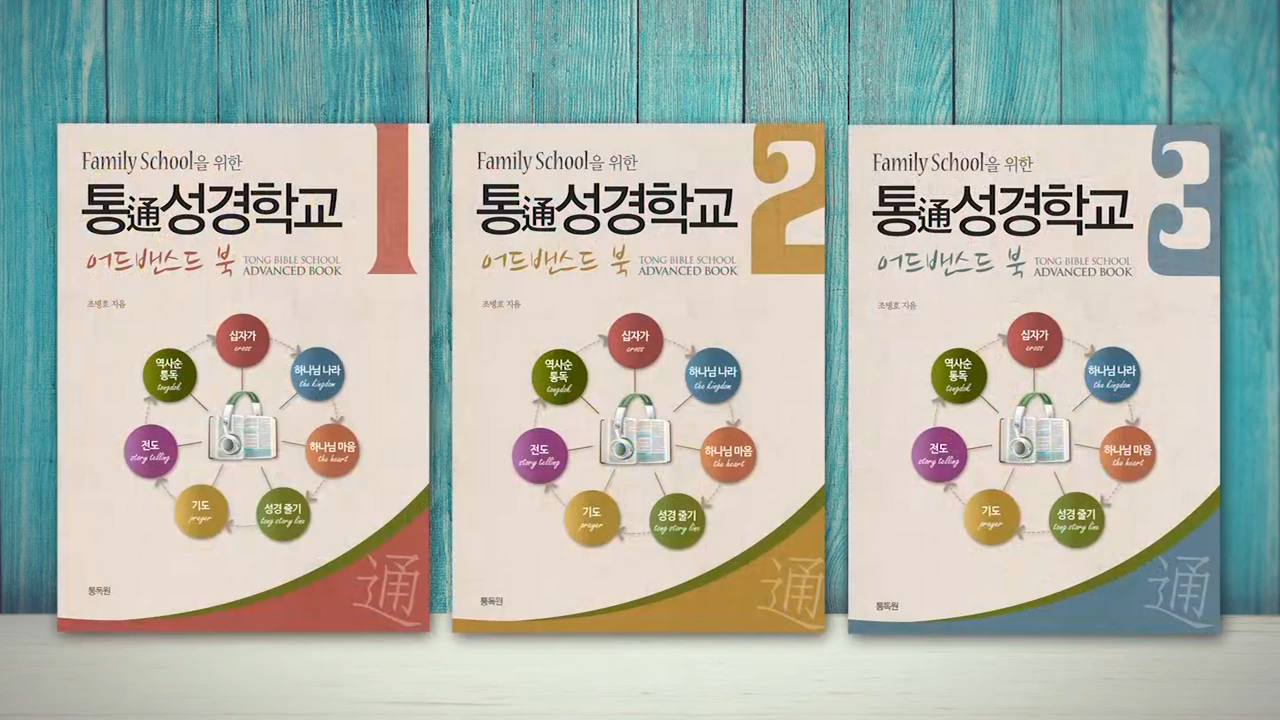 Family School을 위한
통通성경학교
어드밴스드 북
TONG BIBLE SCHOOL
ADVANCED BOOK
1
조병호 지음
십자가
cross
하나님 나라
the kingdom
하나님 마음
the heart
성경 줄기
tong story line
기도
prayer
전도
story telling
역사순
통독
tongdok
통독원
通
Family School을 위한
통通성경학교
어드밴스드 북
TONG BIBLE SCHOOL
ADVANCED BOOK
2
조병호 지음
십자가
cross
하나님 나라
the kingdom
하나님 마음
the heart
성경 줄기
tong story line
기도
prayer
전도
story telling
역사순
통독
tongdok
통독원
通
Family School을 위한
통通성경학교
어드밴스드 북
TONG BIBLE SCHOOL
ADVANCED BOOK
3
조병호 지음
십자가
cross
하나님 나라
the kingdom
하나님 마음
the heart
성경 줄기
tong story line
기도
prayer
전도
story telling
역사순
통독
tongdok
통독원
通